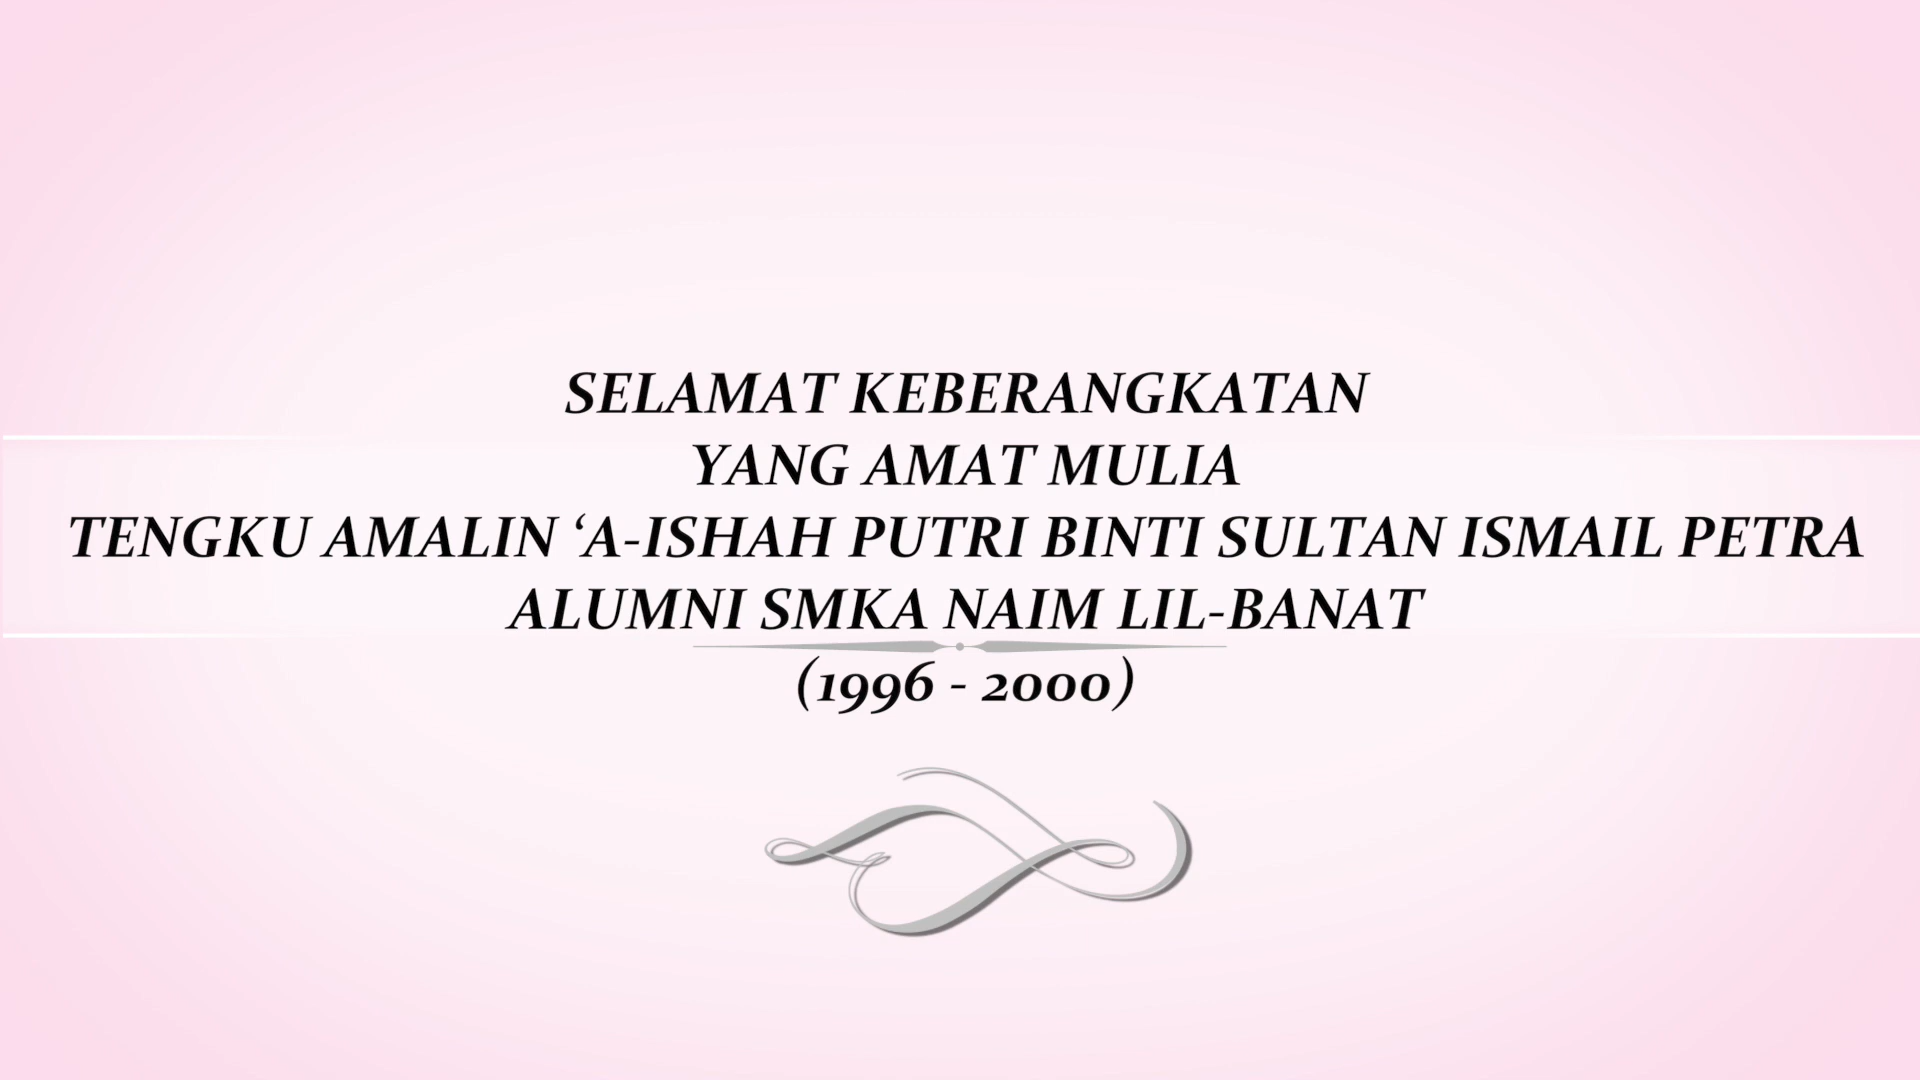 SELAMAT KEBERANGKATAN
YANG AMAT MULIA
TENGKU AMALIN ‘A-ISHAH PUTRI BINTI SULTAN ISMAIL PETRA
ALUMNI SMKA NAIM LIL-BANAT
(1996 - 2000)